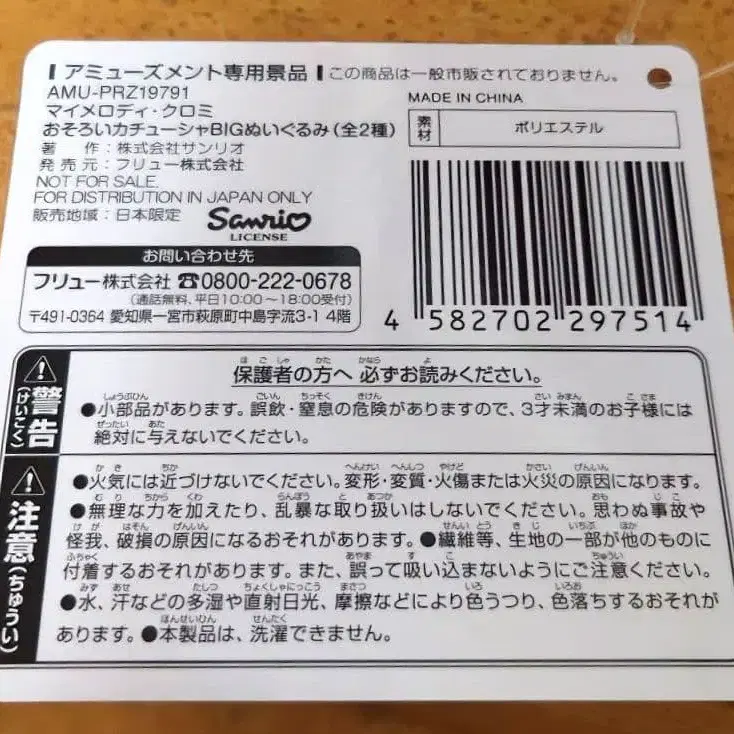 アミューズメント専用景品 この商品は一般市販されておりません。
AMU-PRZ19791
マイメロディ・クロミ
おそろいカチューシャBIGぬいぐるみ(全2種)
著　作：株式会社サンリオ
発売元：フリュー株式会社
NOT FOR SALE.
FOR DISTRIBUTION IN JAPAN ONLY
販売地域：日本限定
Sanrio
LICENSE
MADE IN CHINA
素材 ポリエステル
お問い合わせ先
フリュー株式会社 ☎0800-222-0678
(通話無料、平日10:00～18:00受付)
〒491-0364 愛知県一宮市萩原町中島字流3-1 4階
4 582702 297514
警告(けいこく)
保護者の方へ 必ずお読みください。
●小部品があります。誤飲・窒息の危険がありますので、3才未満のお子様には
絶対に与えないでください。
注意(ちゅうい)
●火気には近づけないでください。変形・変質・火傷または火災の原因になります。
●無理な力を加えたり、乱暴な取り扱いはしないでください。思わぬ事故や
怪我、破損の原因になるおそれがあります。●繊維等、生地の一部が他のものに
付着するおそれがあります。また、誤って吸い込まないようにご注意ください。
●水、汗などの多湿や直射日光、摩擦などにより色うつり、色落ちするおそれが
あります。●本製品は、洗濯できません。